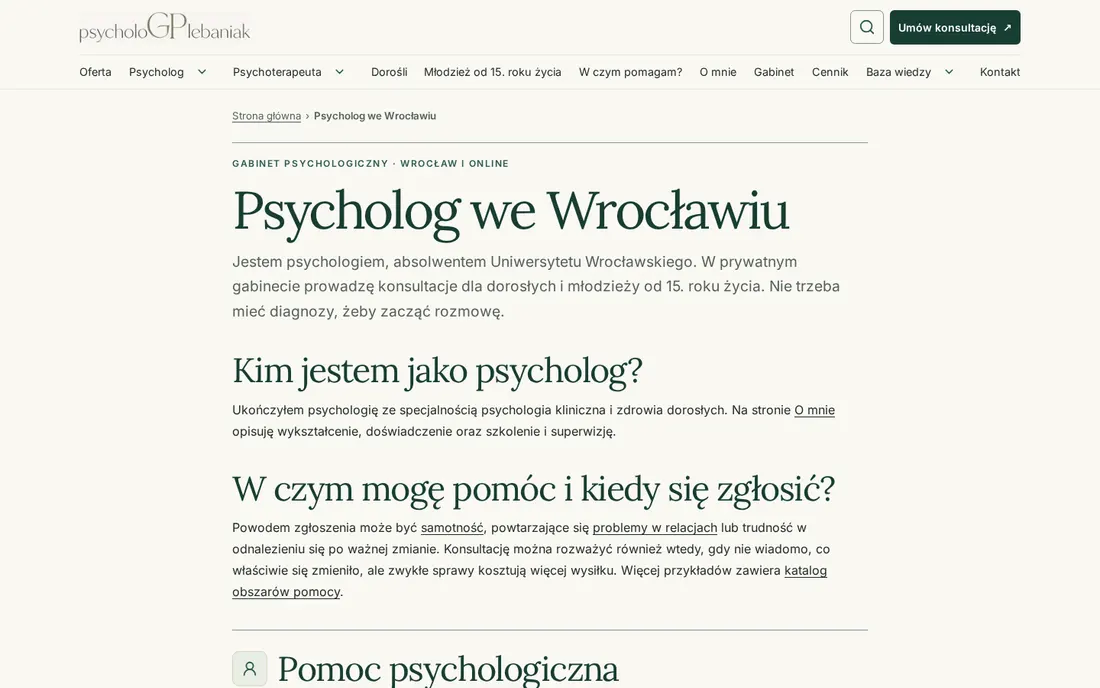 psycholoGPlebaniak
Umów konsultację ↗
Oferta Psycholog Psychoterapeuta Dorośli Młodzież od 15. roku życia W czym pomagam? O mnie Gabinet Cennik Baza wiedzy Kontakt
Strona główna › Psycholog we Wrocławiu
GABINET PSYCHOLOGICZNY · WROCŁAW I ONLINE
Psycholog we Wrocławiu
Jestem psychologiem, absolwentem Uniwersytetu Wrocławskiego. W prywatnym
gabinecie prowadzę konsultacje dla dorosłych i młodzieży od 15. roku życia. Nie trzeba
mieć diagnozy, żeby zacząć rozmowę.
Kim jestem jako psycholog?
Ukończyłem psychologię ze specjalnością psychologia kliniczna i zdrowia dorosłych. Na stronie O mnie
opisuję wykształcenie, doświadczenie oraz szkolenie i superwizję.
W czym mogę pomóc i kiedy się zgłosić?
Powodem zgłoszenia może być samotność, powtarzające się problemy w relacjach lub trudność w
odnalezieniu się po ważnej zmianie. Konsultację można rozważyć również wtedy, gdy nie wiadomo, co
właściwie się zmieniło, ale zwykłe sprawy kosztują więcej wysiłku. Więcej przykładów zawiera katalog
obszarów pomocy.
Pomoc psychologiczna